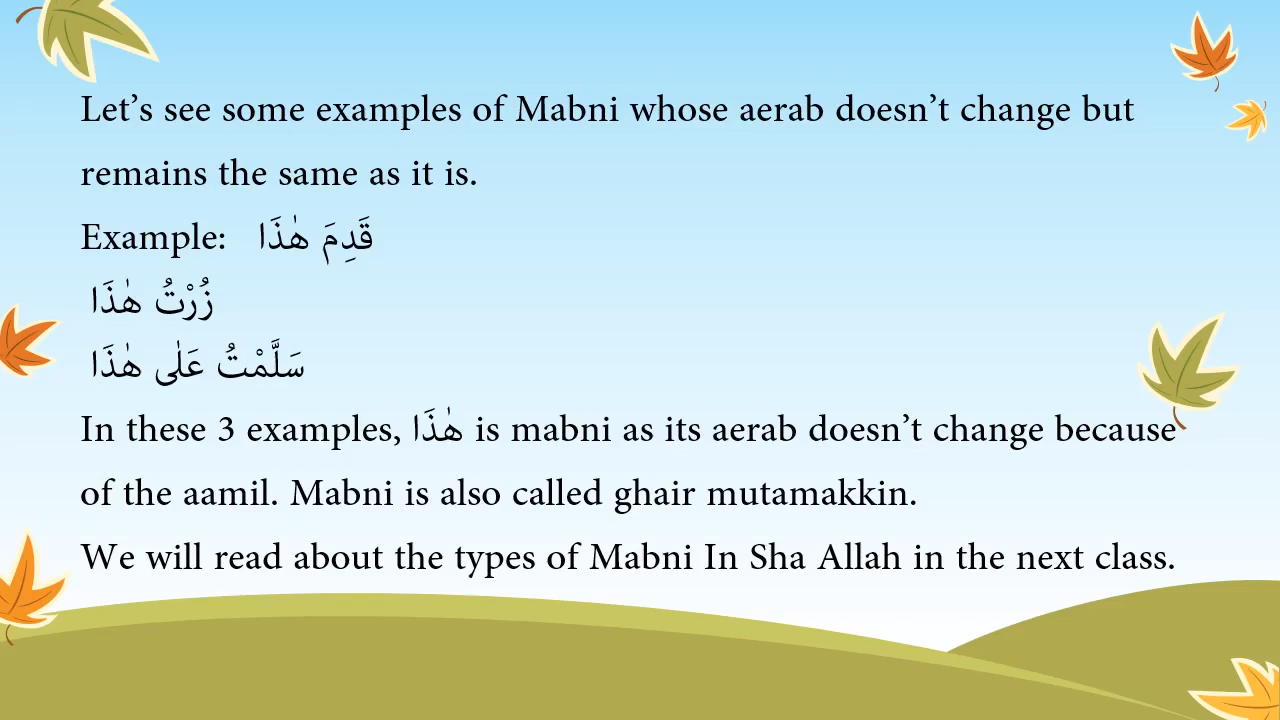 Let’s see some examples of Mabni whose aerab doesn’t change but
remains the same as it is.
Example: قَدِمَ هٰذَا
زُرْتُ هٰذَا
سَلَّمْتُ عَلٰى هٰذَا
In these 3 examples, هٰذَا is mabni as its aerab doesn’t change because
of the aamil. Mabni is also called ghair mutamakkin.
We will read about the types of Mabni In Sha Allah in the next class.